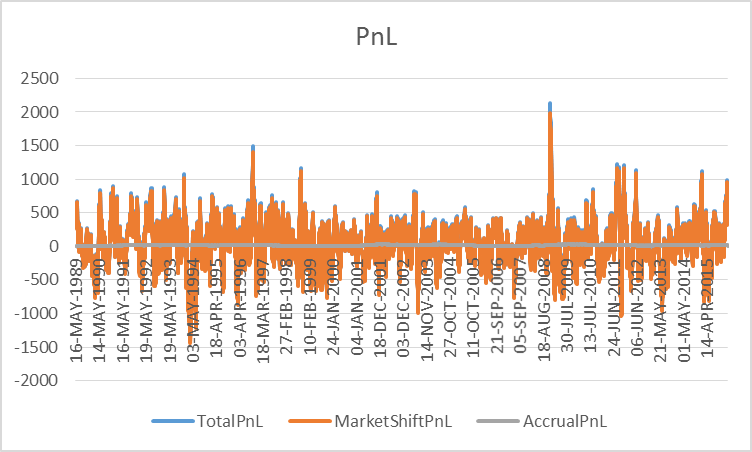 PnL
2500
2000
1500
1000
500
0
-500
-1000
-1500
-2000
16-MAY-1989
14-MAY-1990
16-MAY-1991
19-MAY-1992
19-MAY-1993
03-MAY-1994
18-APR-1995
03-APR-1996
18-MAR-1997
27-FEB-1998
10-FEB-1999
24-JAN-2000
04-JAN-2001
18-DEC-2001
03-DEC-2002
14-NOV-2003
27-OCT-2004
11-OCT-2005
21-SEP-2006
05-SEP-2007
18-AUG-2008
30-JUL-2009
13-JUL-2010
24-JUN-2011
06-JUN-2012
21-MAY-2013
01-MAY-2014
14-APR-2015
TotalPnL MarketShiftPnL AccrualPnL